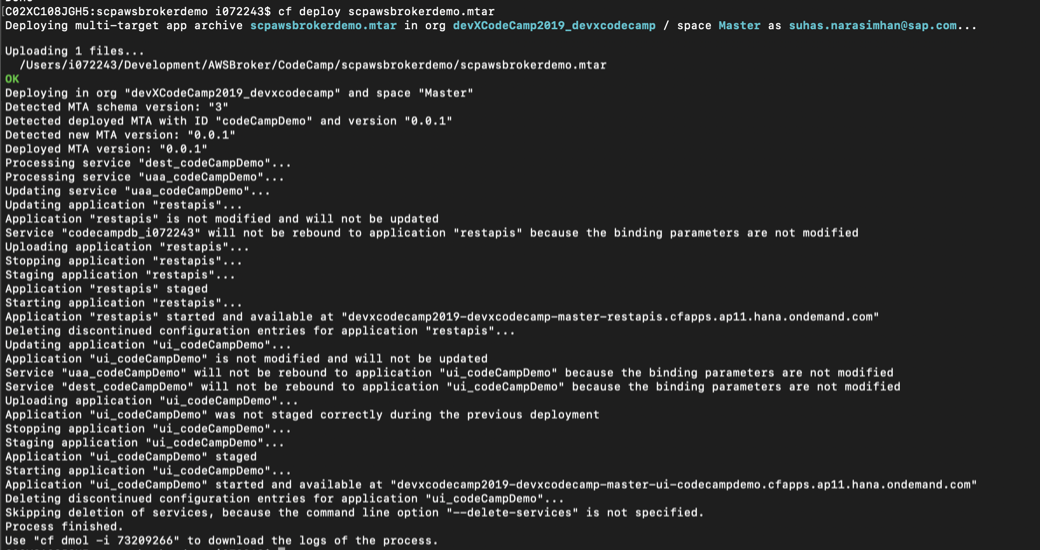 C02XC108JGH5:scpawsbrokerdemo i072243$ cf deploy scpawsbrokerdemo.mtar
Deploying multi-target app archive scpawsbrokerdemo.mtar in org devXCodeCamp2019_devxcodecamp / space Master as suhas.narasimhan@sap.com...
Uploading 1 files...
/Users/i072243/Development/AWSBroker/CodeCamp/scpawsbrokerdemo/scpawsbrokerdemo.mtar
OK
Deploying in org "devXCodeCamp2019_devxcodecamp" and space "Master"
Detected MTA schema version: "3"
Detected deployed MTA with ID "codeCampDemo" and version "0.0.1"
Detected new MTA version: "0.0.1"
Deployed MTA version: "0.0.1"
Processing service "dest_codeCampDemo"...
Processing service "uaa_codeCampDemo"...
Updating service "uaa_codeCampDemo"...
Updating application "restapis"...
Application "restapis" is not modified and will not be updated
Service "codecampdb_i072243" will not be rebound to application "restapis" because the binding parameters are not modified
Uploading application "restapis"...
Stopping application "restapis"...
Staging application "restapis"...
Application "restapis" staged
Starting application "restapis"...
Application "restapis" started and available at "devxcodecamp2019-devxcodecamp-master-restapis.cfapps.ap11.hana.ondemand.com"
Deleting discontinued configuration entries for application "restapis"...
Updating application "ui_codeCampDemo"...
Application "ui_codeCampDemo" is not modified and will not be updated
Service "uaa_codeCampDemo" will not be rebound to application "ui_codeCampDemo" because the binding parameters are not modified
Service "dest_codeCampDemo" will not be rebound to application "ui_codeCampDemo" because the binding parameters are not modified
Uploading application "ui_codeCampDemo"...
Application "ui_codeCampDemo" was not staged correctly during the previous deployment
Stopping application "ui_codeCampDemo"...
Staging application "ui_codeCampDemo"...
Application "ui_codeCampDemo" staged
Starting application "ui_codeCampDemo"...
Application "ui_codeCampDemo" started and available at "devxcodecamp2019-devxcodecamp-master-ui-codecampdemo.cfapps.ap11.hana.ondemand.com"
Deleting discontinued configuration entries for application "ui_codeCampDemo"...
Skipping deletion of services, because the command line option "--delete-services" is not specified.
Process finished.
Use "cf dmol -i 73209266" to download the logs of the process.